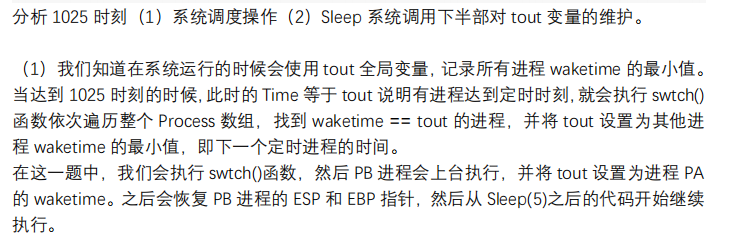 分析 1025 时刻（1）系统调度操作（2）Sleep 系统调用下半部对 tout 变量的维护。
（1）我们知道在系统运行的时候会使用 tout 全局变量, 记录所有进程 waketime 的最小值。
当达到 1025 时刻的时候, 此时的 Time 等于 tout 说明有进程达到定时时刻, 就会执行 swtch()
函数依次遍历整个 Process 数组，找到 waketime == tout 的进程，并将 tout 设置为其他进
程 waketime 的最小值，即下一个定时进程的时间。
在这一题中，我们会执行 swtch()函数，然后 PB 进程会上台执行，并将 tout 设置为进程 PA
的 waketime。之后会恢复 PB 进程的 ESP 和 EBP 指针，然后从 Sleep(5)之后的代码开始继续
执行。